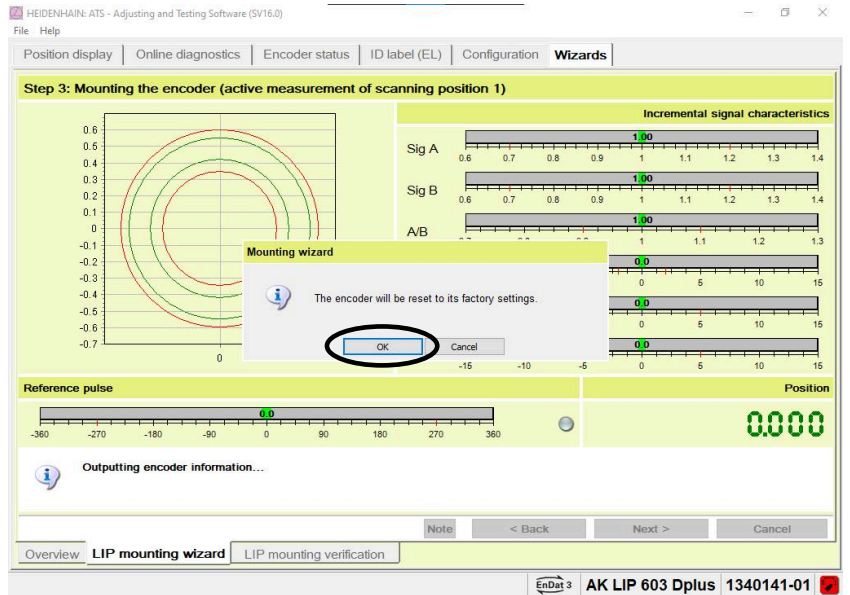 HEIDENHAIN: ATS - Adjusting and Testing Software (SV16.0)
File Help
Position display Online diagnostics Encoder status ID label (EL) Configuration Wizards
Step 3: Mounting the encoder (active measurement of scanning position 1)
Incremental signal characteristics
0.6
0.5
0.4
0.3
0.2
0.1
0
-0.1
-0.2
-0.3
-0.4
-0.5
-0.6
-0.7
0
1.00
Sig A
0.6 0.7 0.8 0.9 1 1.1 1.2 1.3 1.4
1.00
Sig B
0.6 0.7 0.8 0.9 1 1.1 1.2 1.3 1.4
1.00
A/B
1 1.1 1.2 1.3
0.0
0 5 10 15
0.0
0 5 10 15
0.0
-15 -10 -5 0 5 10 15
Mounting wizard
The encoder will be reset to its factory settings.
OK Cancel
Reference pulse
Position
0.0
-360 -270 -180 -90 0 90 180 270 360
0.000
Outputting encoder information...
Note < Back Next > Cancel
Overview LIP mounting wizard LIP mounting verification
EnDat 3 AK LIP 603 Dplus 1340141-01